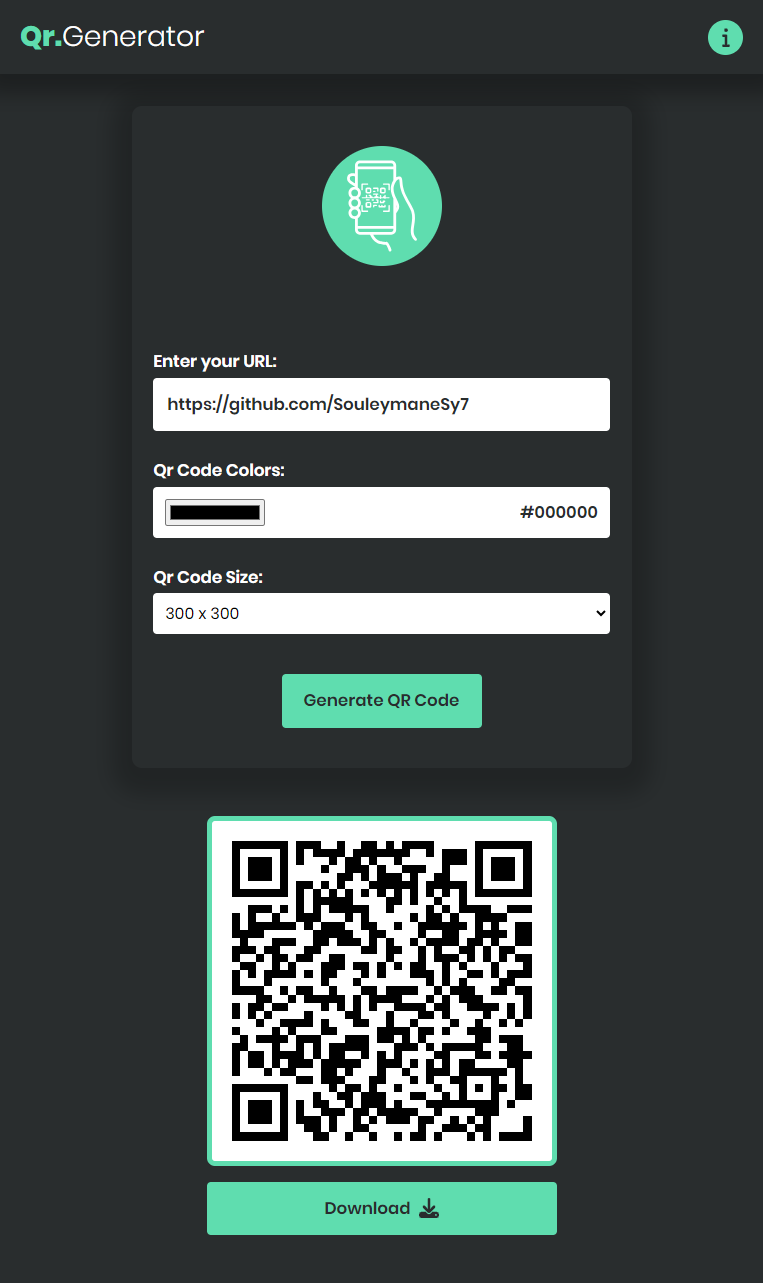 Qr.Generator
Enter your URL:
https://github.com/SouleymaneSy7
Qr Code Colors:
#000000
Qr Code Size:
300 x 300
Generate QR Code
Download